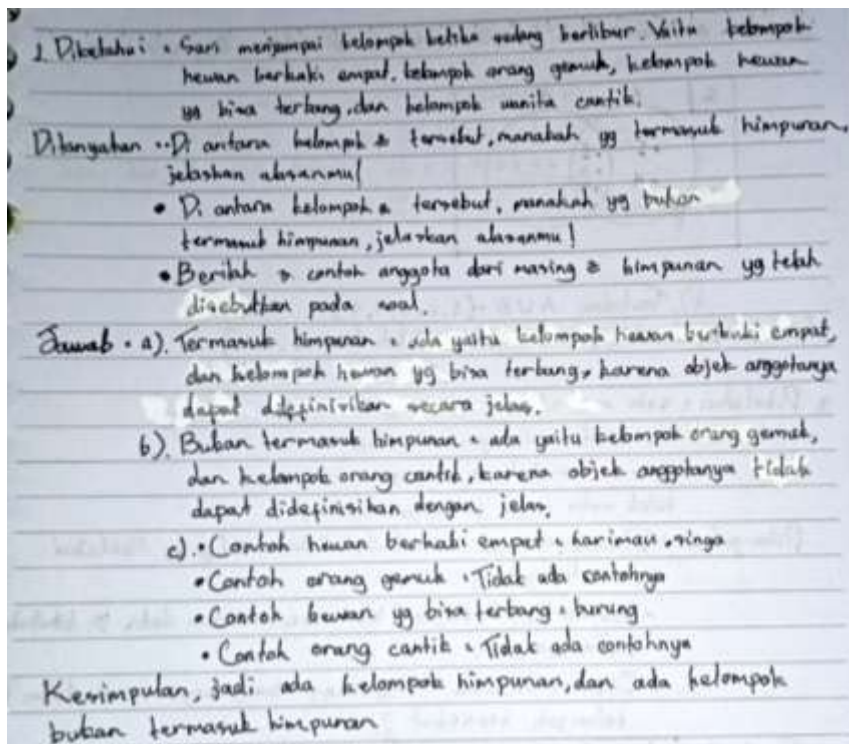 1. Diketahui : Sari menjumpai kelompok ketika sedang berlibur. Yaitu kelompok
hewan berkaki empat, kelompok orang gemuk, kelompok hewan
yg bisa terbang, dan kelompok wanita cantik.
Ditanyakan : • Di antara kelompok 2 tersebut, manakah yg termasuk himpunan,
jelaskan alasanmu!
• Di antara kelompok 2 tersebut, manakah yg bukan
termasuk himpunan, jelaskan alasanmu!
• Berilah contoh anggota dari masing 2 himpunan yg telah
disebutkan pada soal.
Jawab : a). Termasuk himpunan : ada yaitu kelompok hewan berkaki empat,
dan kelompok hewan yg bisa terbang, karena objek anggotanya
dapat didefinisikan secara jelas.
b). Bukan termasuk himpunan : ada yaitu kelompok orang gemuk,
dan kelompok orang cantik, karena objek anggotanya tidak
dapat didefinisikan dengan jelas.
c). • Contoh hewan berkaki empat : harimau, singa
• Contoh orang gemuk : Tidak ada contohnya
• Contoh hewan yg bisa terbang : burung
• Contoh orang cantik : Tidak ada contohnya
Kesimpulan, jadi ada kelompok himpunan, dan ada kelompok
bukan termasuk himpunan